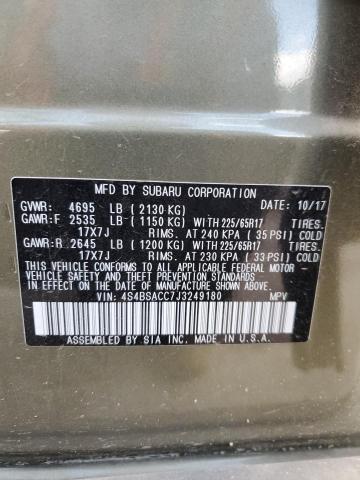 MFD BY SUBARU CORPORATION
GVWR: 4695 LB ( 2130 KG) DATE: 10/17
GAWR:F 2535 LB ( 1150 KG) WITH 225/65R17 TIRES.
17X7J RIMS. AT 240 KPA ( 35 PSI) COLD
GAWR:R 2645 LB ( 1200 KG) WITH 225/65R17 TIRES.
17X7J RIMS. AT 230 KPA ( 33 PSI) COLD
THIS VEHICLE CONFORMS TO ALL APPLICABLE FEDERAL MOTOR
VEHICLE SAFETY AND THEFT PREVENTION STANDARDS IN EFFECT
ON THE DATE OF MANUFACTURE SHOWN ABOVE.
VIN: 4S4BSACC7J3249180 MPV
ASSEMBLED BY SIA INC. MADE IN U.S.A.